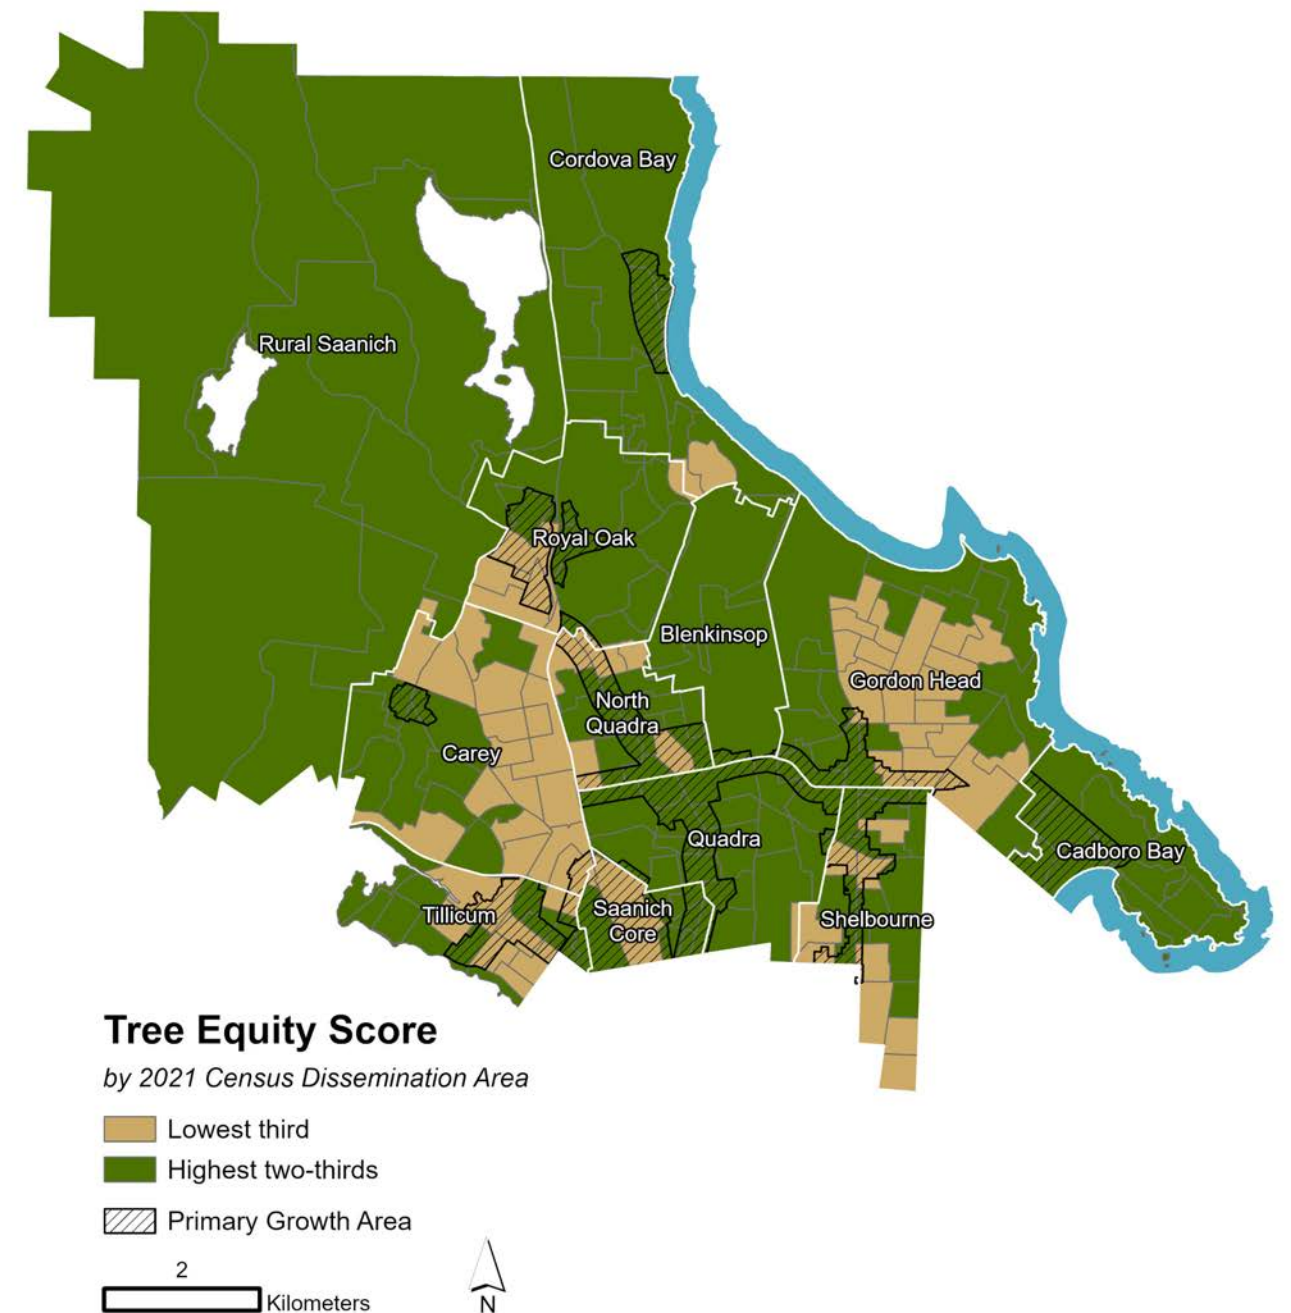 Cordova Bay
Rural Saanich
Royal Oak
Blenkinsop
Gordon Head
North
Quadra
Carey
Quadra
Cadboro Bay
Tillicum
Saanich
Core
Shelbourne
Tree Equity Score
by 2021 Census Dissemination Area
Lowest third
Highest two-thirds
Primary Growth Area
2
Kilometers
N